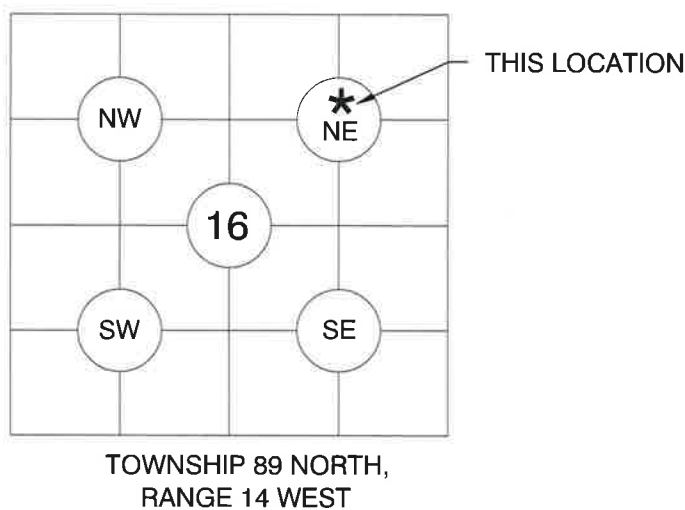 THIS LOCATION
NW
*
NE
16
SW
SE
TOWNSHIP 89 NORTH,
RANGE 14 WEST